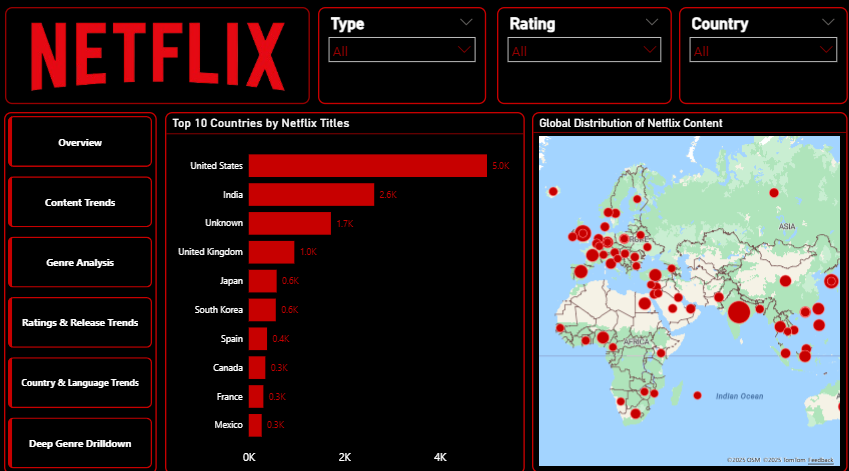 NETFLIX
Type
All
Rating
All
Country
All
Overview
Content Trends
Genre Analysis
Ratings & Release Trends
Country & Language Trends
Deep Genre Drilldown
Top 10 Countries by Netflix Titles
United States 5.0K
India 2.6K
Unknown 1.7K
United Kingdom 1.0K
Japan 0.6K
South Korea 0.6K
Spain 0.4K
Canada 0.3K
France 0.3K
Mexico 0.3K
0K 2K 4K
Global Distribution of Netflix Content
ASIA
AFRICA
Indian Ocean
©2025 OSM ©2025 TomTom Feedback